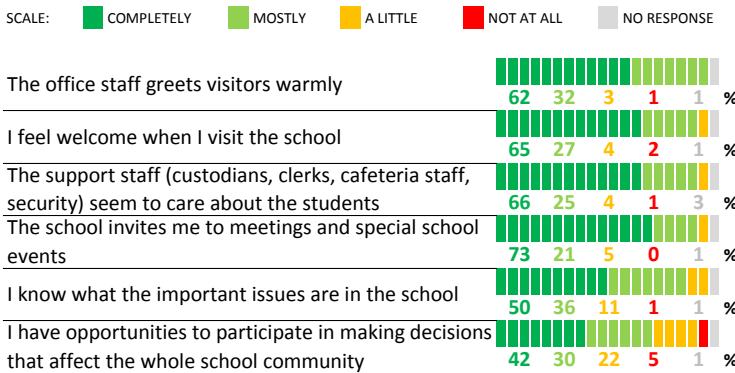 SCALE: COMPLETELY MOSTLY A LITTLE NOT AT ALL NO RESPONSE
The office staff greets visitors warmly
62 32 3 1 1 %
I feel welcome when I visit the school
65 27 4 2 1 %
The support staff (custodians, clerks, cafeteria staff,
security) seem to care about the students
66 25 4 1 3 %
The school invites me to meetings and special school
events
73 21 5 0 1 %
I know what the important issues are in the school
50 36 11 1 1 %
I have opportunities to participate in making decisions
that affect the whole school community
42 30 22 5 1 %